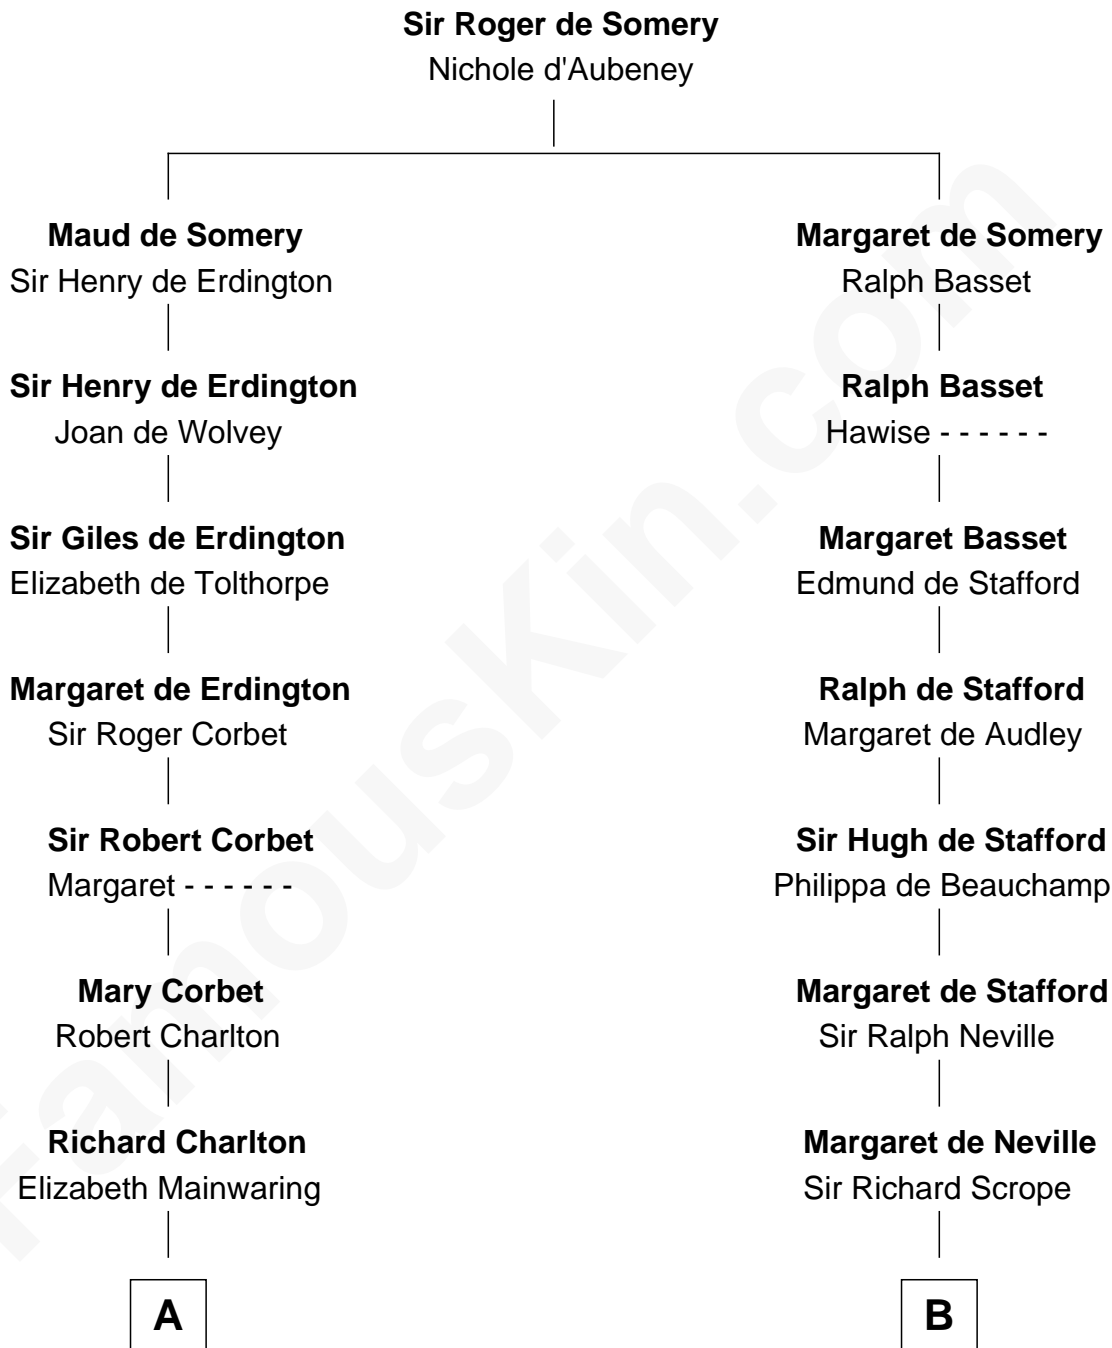 Sir Roger de Somery
Nichole d'Aubeney
Maud de Somery
Sir Henry de Erdington
Margaret de Somery
Ralph Basset
Sir Henry de Erdington
Joan de Wolvey
Ralph Basset
Hawise - - - - - -
Sir Giles de Erdington
Elizabeth de Tolthorpe
Margaret Basset
Edmund de Stafford
Margaret de Erdington
Sir Roger Corbet
Ralph de Stafford
Margaret de Audley
Sir Robert Corbet
Margaret - - - - - -
Sir Hugh de Stafford
Philippa de Beauchamp
Mary Corbet
Robert Charlton
Margaret de Stafford
Sir Ralph Neville
Richard Charlton
Elizabeth Mainwaring
Margaret de Neville
Sir Richard Scrope
A
B
FamousKin.com